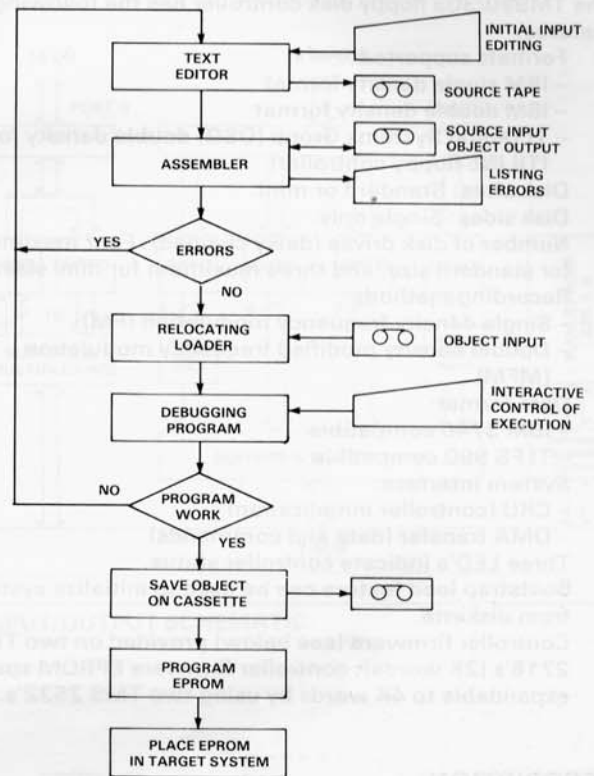 INITIAL INPUT
EDITING
TEXT
EDITOR
SOURCE TAPE
SOURCE INPUT
OBJECT OUTPUT
ASSEMBLER
LISTING
ERRORS
YES
ERRORS
NO
RELOCATING
LOADER
OBJECT INPUT
INTERACTIVE
CONTROL OF
EXECUTION
DEBUGGING
PROGRAM
NO
PROGRAM
WORK
YES
SAVE OBJECT
ON CASSETTE
PROGRAM
EPROM
PLACE EPROM
IN TARGET SYSTEM